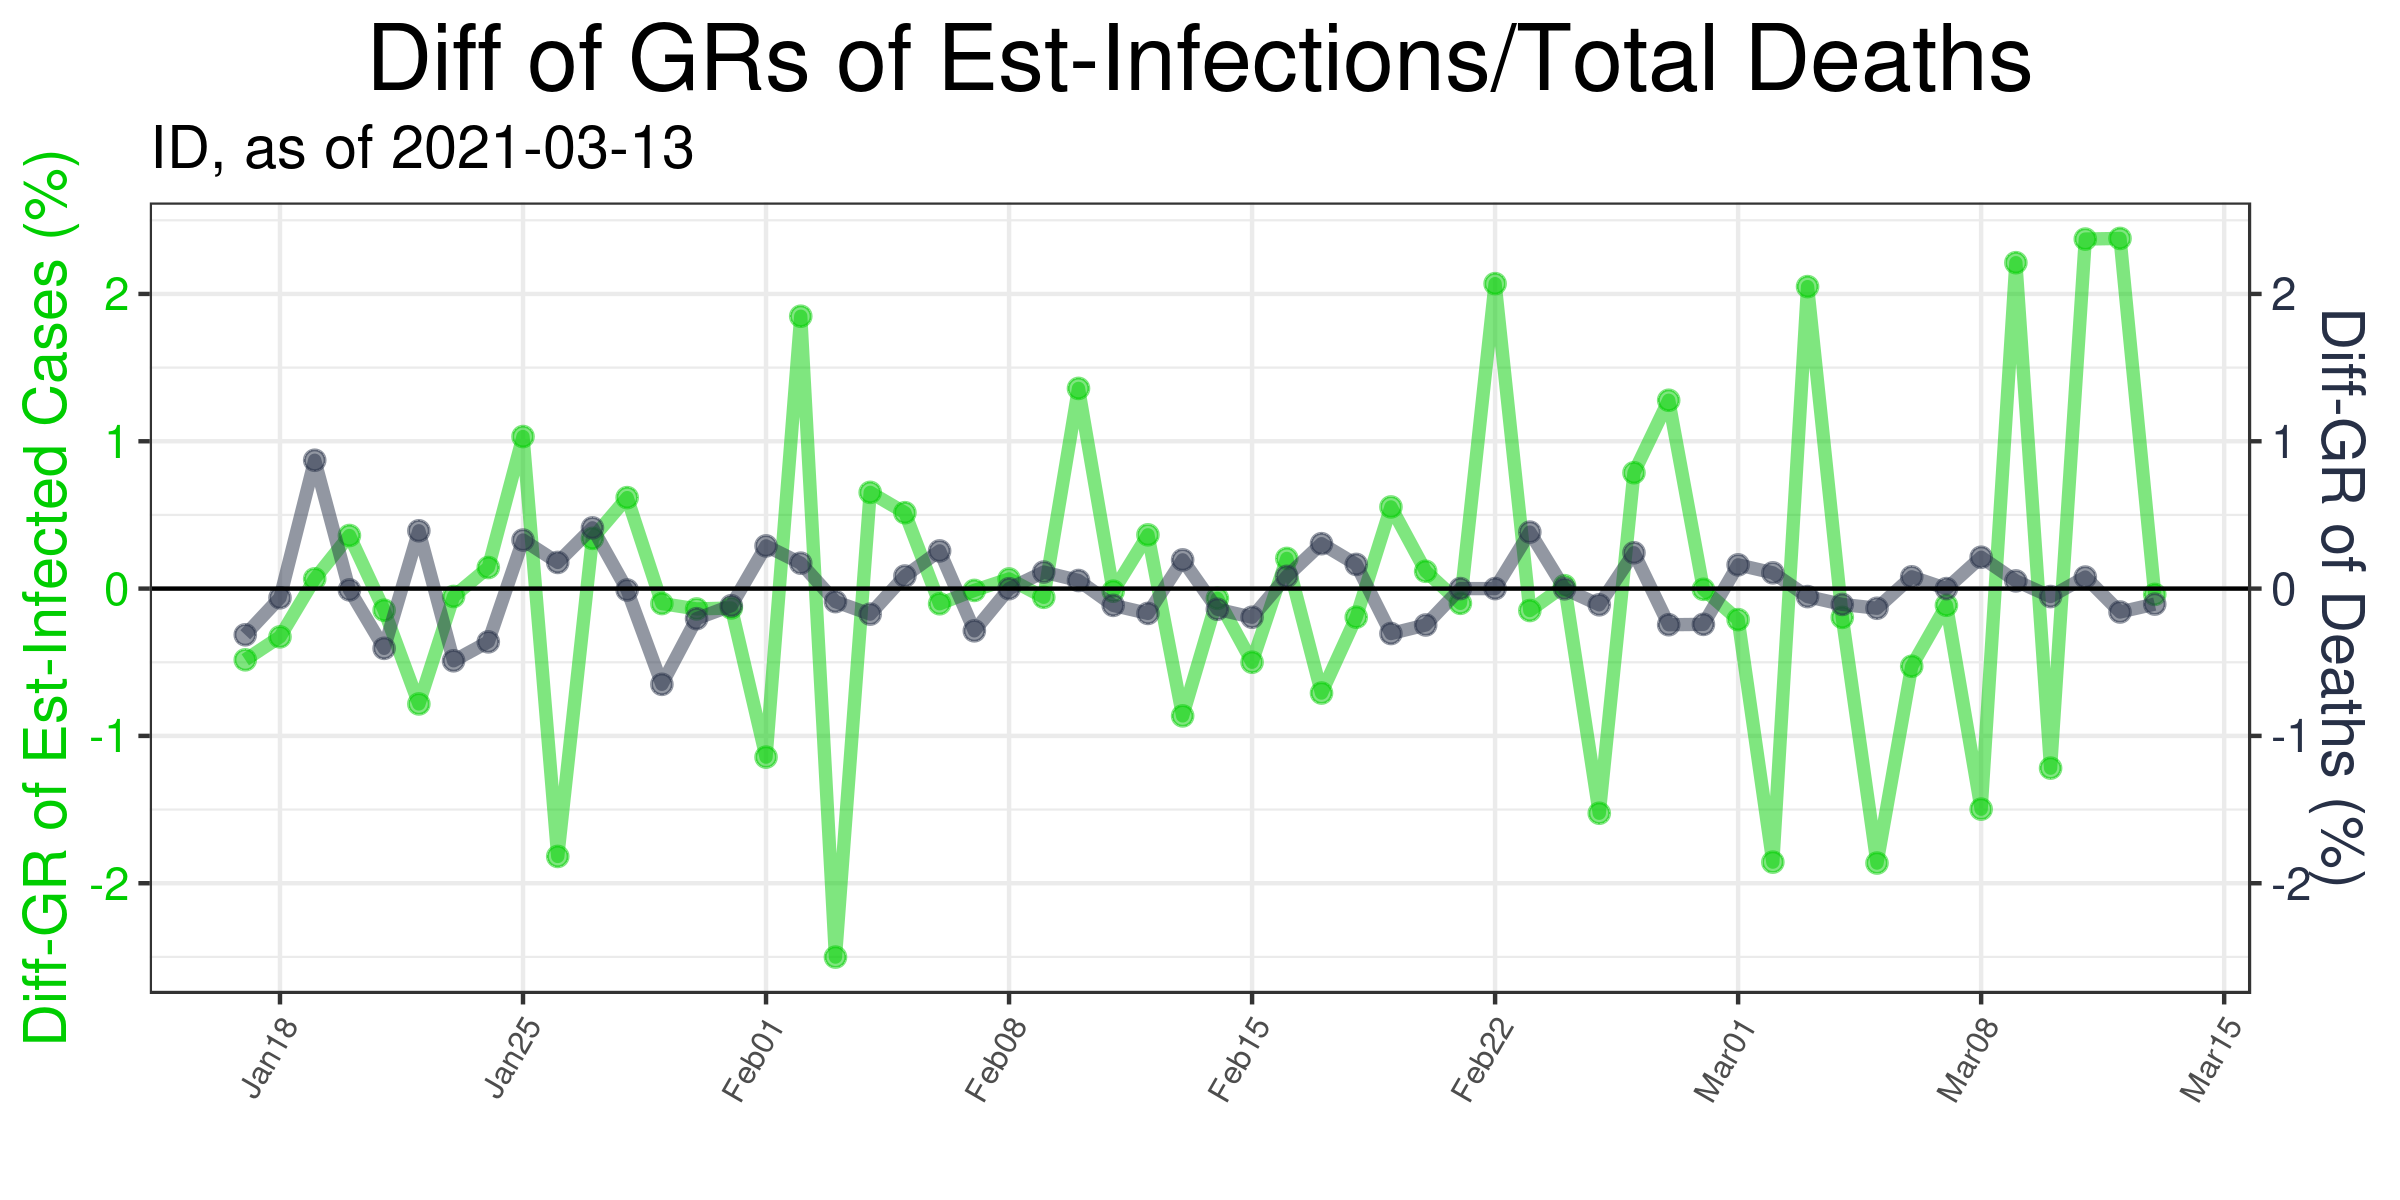 Diff of GRs of Est-Infections/Total Deaths
ID, as of 2021-03-13
Diff-GR of Est-Infected Cases (%)
2
1
0
-1
-2
2
1
0
-1
-2
Diff-GR of Deaths (%)
Jan18
Jan25
Feb01
Feb08
Feb15
Feb22
Mar01
Mar08
Mar15